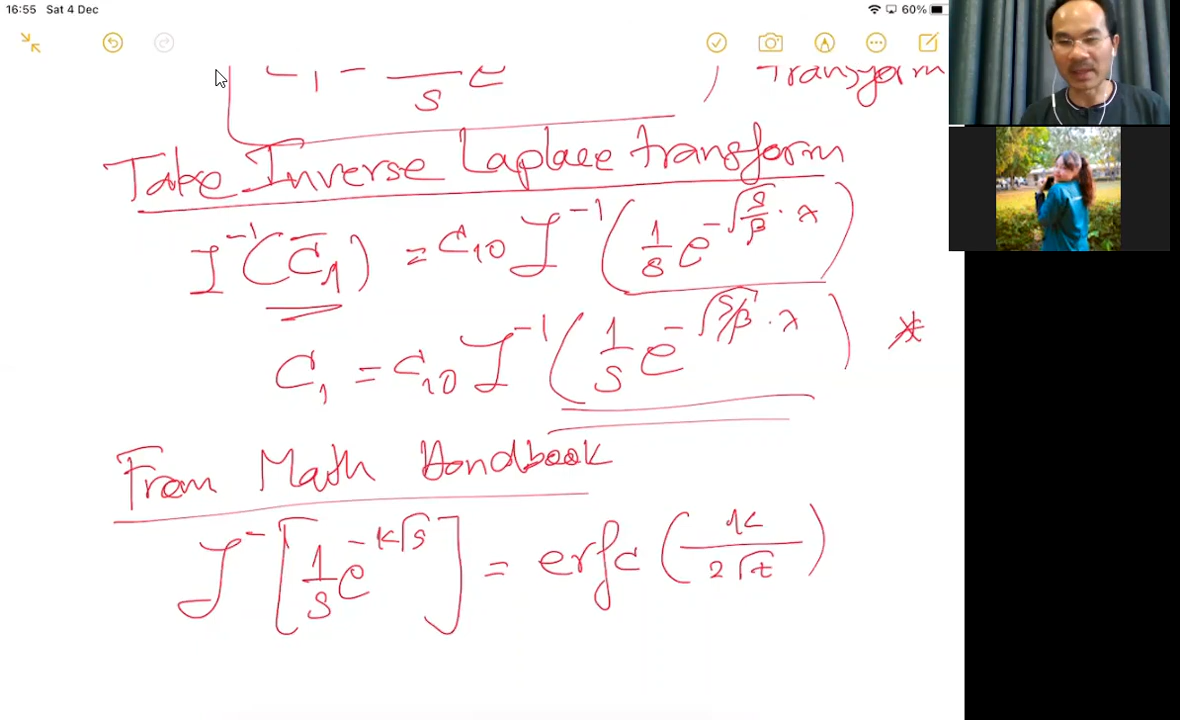 16:55 Sat 4 Dec 60%
s , Transform
Take Inverse Laplace transform
ℒ⁻¹(C̄₁) = C₁₀ ℒ⁻¹(1/s e^(-√(s/β)·x))
C₁ = C₁₀ ℒ⁻¹(1/s e^(-√(s/β)·x)) *
From Math Handbook
ℒ⁻[1/s e^(-k√s)] = erfc(k/(2√t))